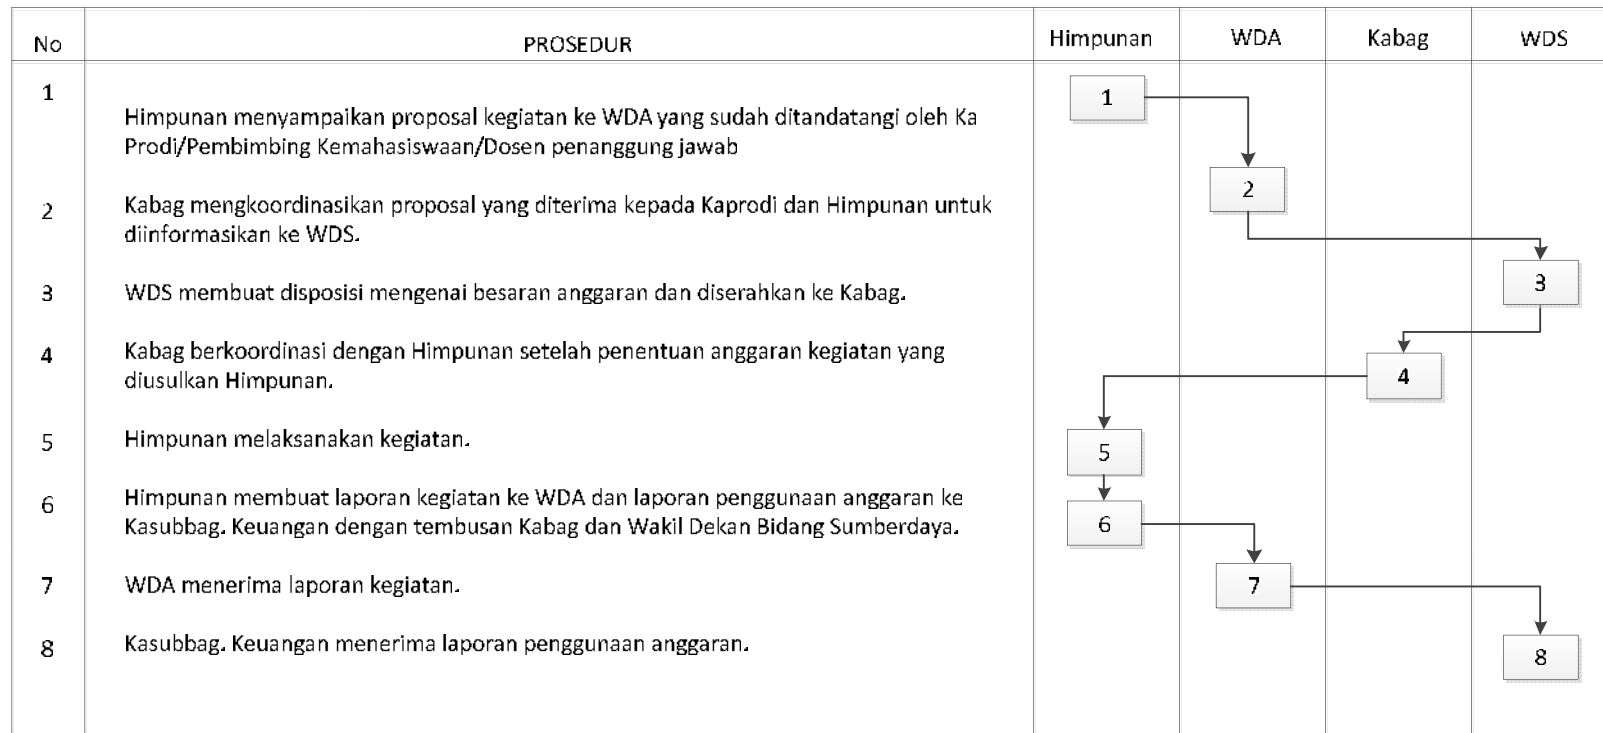 No PROSEDUR Himpunan WDA Kabag WDS
1
Himpunan menyampaikan proposal kegiatan ke WDA yang sudah ditandatangi oleh Ka
Prodi/Pembimbing Kemahasiswaan/Dosen penanggung jawab
2 Kabag mengkoordinasikan proposal yang diterima kepada Kaprodi dan Himpunan untuk
diinformasikan ke WDS.
3 WDS membuat disposisi mengenai besaran anggaran dan diserahkan ke Kabag.
4 Kabag berkoordinasi dengan Himpunan setelah penentuan anggaran kegiatan yang
diusulkan Himpunan.
5 Himpunan melaksanakan kegiatan.
6 Himpunan membuat laporan kegiatan ke WDA dan laporan penggunaan anggaran ke
Kasubbag. Keuangan dengan tembusan Kabag dan Wakil Dekan Bidang Sumberdaya.
7 WDA menerima laporan kegiatan.
8 Kasubbag. Keuangan menerima laporan penggunaan anggaran.
1
2
3
4
5
6
7
8